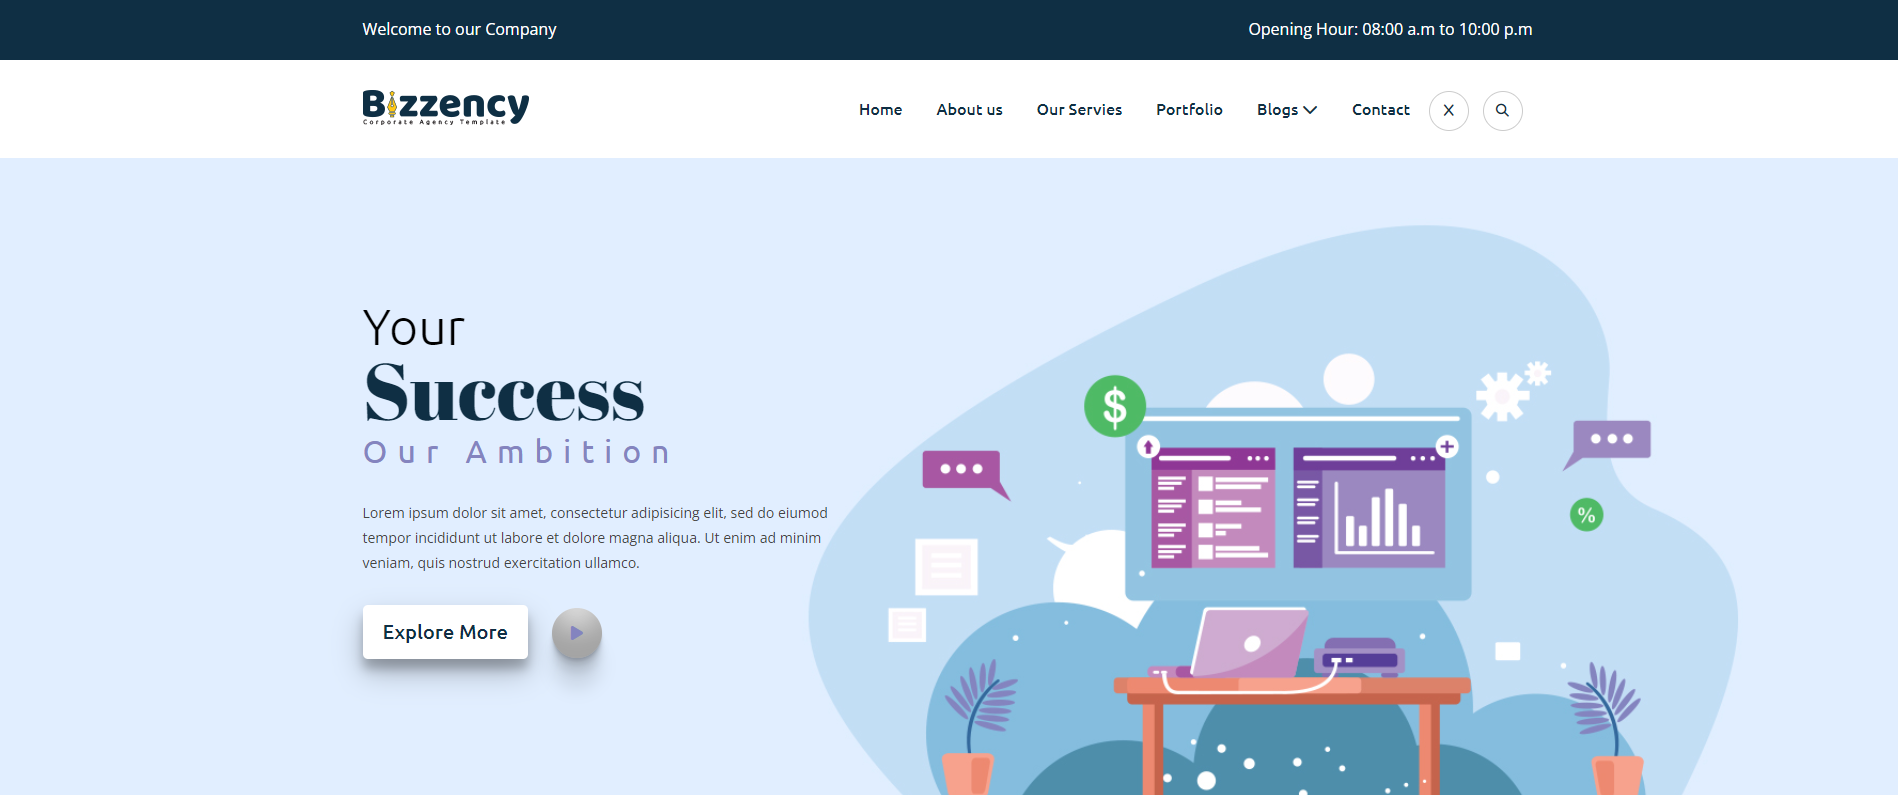 Welcome to our Company
Opening Hour: 08:00 a.m to 10:00 p.m
Bizzency
Corporate Agency Template
Home
About us
Our Servies
Portfolio
Blogs
Contact
X
Your
Success
Our Ambition
Lorem ipsum dolor sit amet, consectetur adipisicing elit, sed do eiumod
tempor incididunt ut labore et dolore magna aliqua. Ut enim ad minim
veniam, quis nostrud exercitation ullamco.
Explore More
$
%